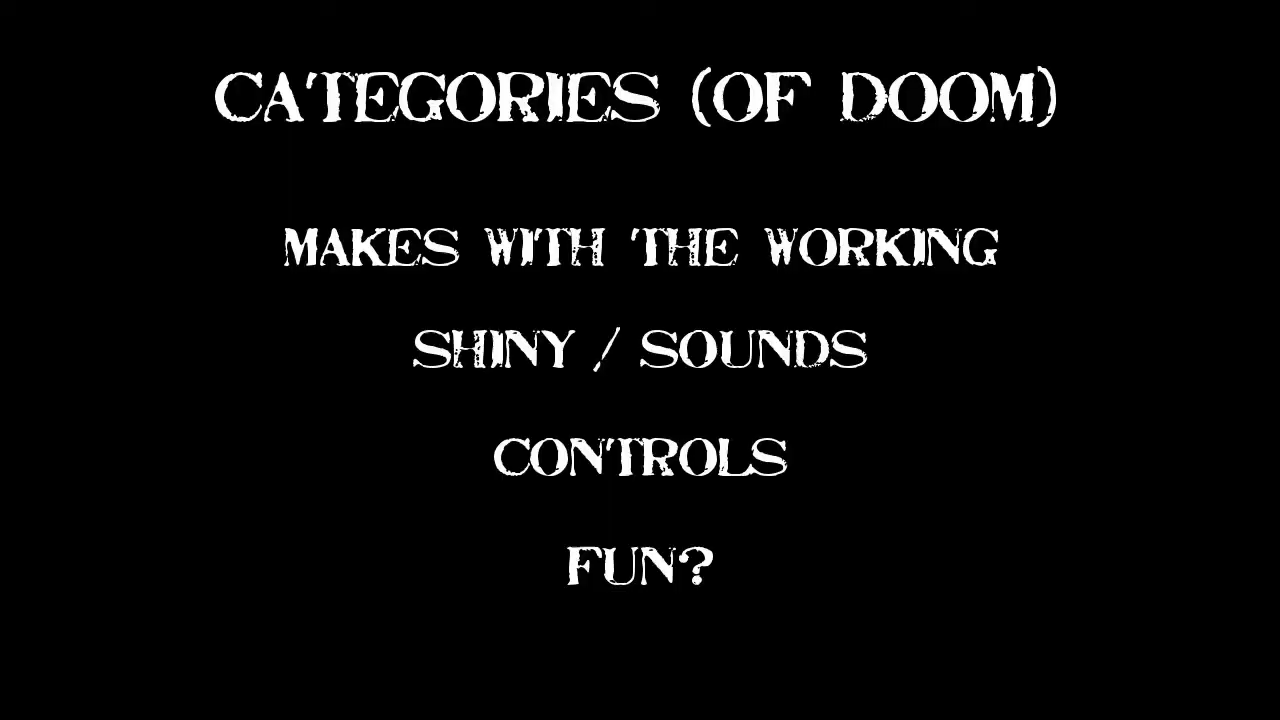 CATEGORIES (OF DOOM)
MAKES WITH THE WORKING
SHINY / SOUNDS
CONTROLS
FUN?